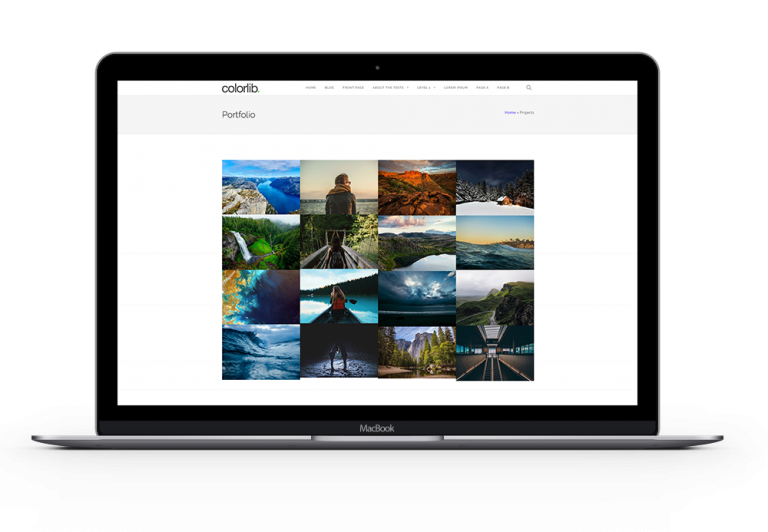 colorlib.
HOME BLOG FRONT PAGE ABOUT THE TESTS LEVEL 1 LOREM IPSUM PAGE A PAGE B
Portfolio
Home » Projects
MacBook